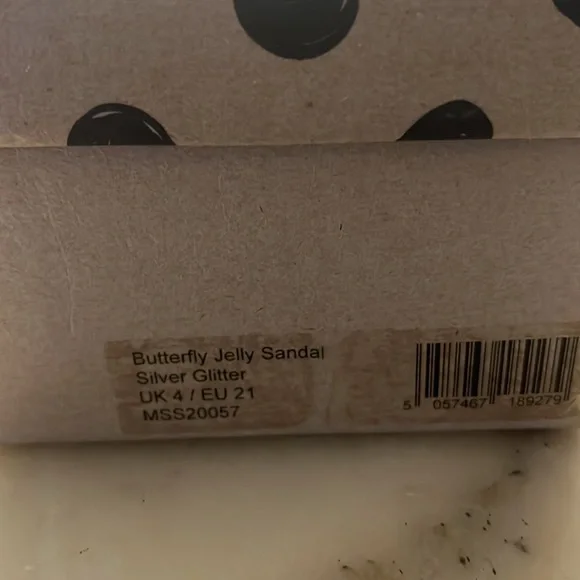 Butterfly Jelly Sandal
Silver Glitter
UK 4 / EU 21
MSS20057
5 057467 189279